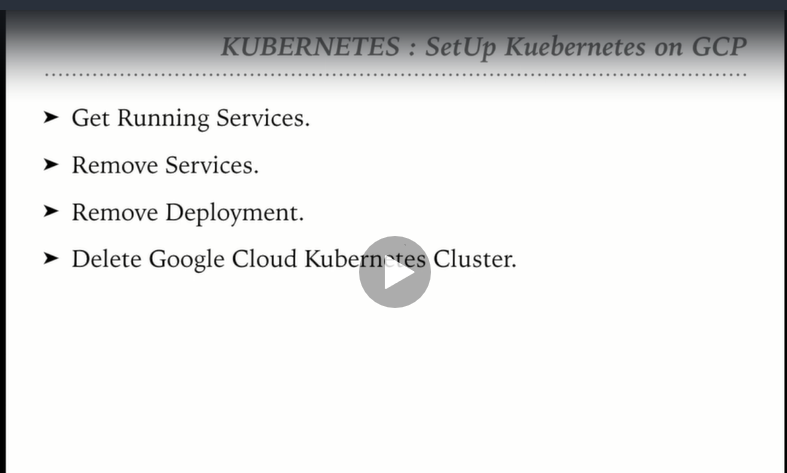 KUBERNETES : SetUp Kuebernetes on GCP
➤ Get Running Services.
➤ Remove Services.
➤ Remove Deployment.
➤ Delete Google Cloud Kubernetes Cluster.